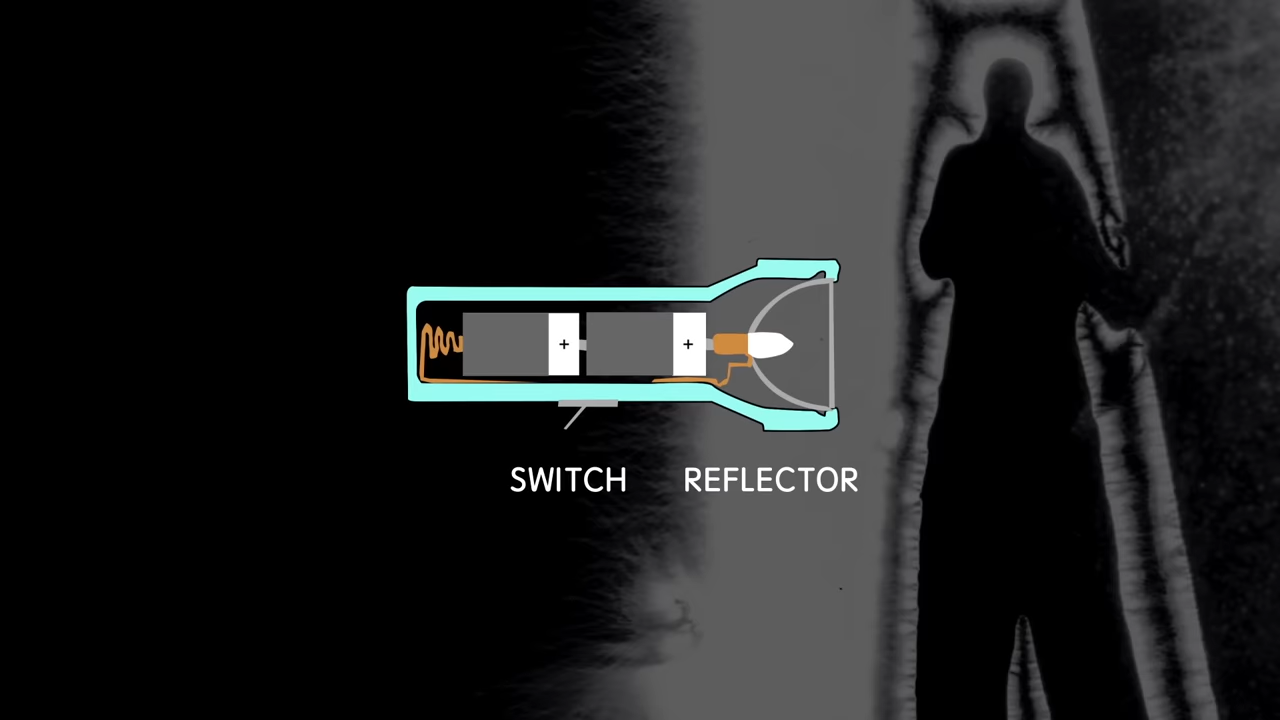 + +
SWITCH REFLECTOR